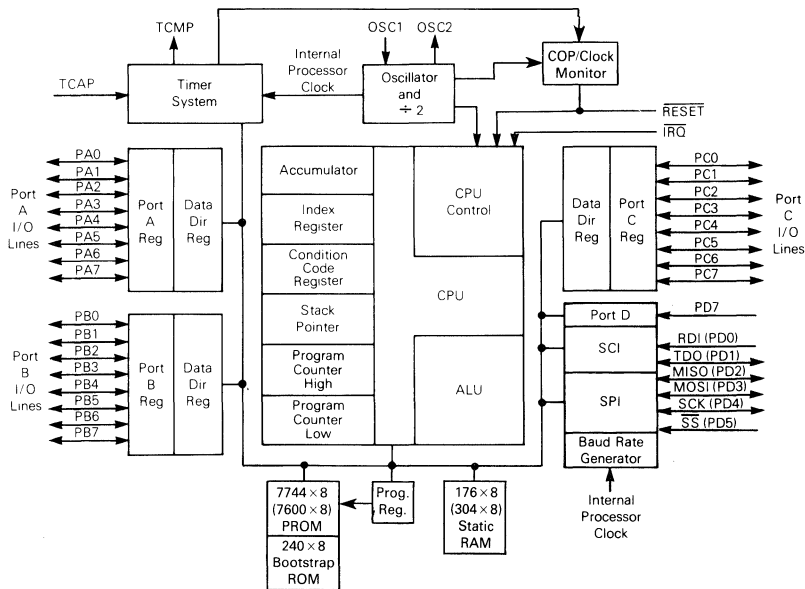 TCMP
OSC1
OSC2
TCAP
Timer
System
Internal
Processor
Clock
Oscillator
and
÷ 2
COP/Clock
Monitor
RESET
IRQ
Port
A
I/O
Lines
PA0
PA1
PA2
PA3
PA4
PA5
PA6
PA7
Port
A
Reg
Data
Dir
Reg
Port
B
I/O
Lines
PB0
PB1
PB2
PB3
PB4
PB5
PB6
PB7
Port
B
Reg
Data
Dir
Reg
Accumulator
Index
Register
Condition
Code
Register
Stack
Pointer
Program
Counter
High
Program
Counter
Low
CPU
Control
CPU
ALU
Data
Dir
Reg
Port
C
Reg
PC0
PC1
PC2
PC3
PC4
PC5
PC6
PC7
Port
C
I/O
Lines
Port D
SCI
SPI
Baud Rate
Generator
PD7
RDI (PD0)
TDO (PD1)
MISO (PD2)
MOSI (PD3)
SCK (PD4)
SS (PD5)
Internal
Processor
Clock
7744×8
(7600×8)
PROM
240×8
Bootstrap
ROM
Prog.
Reg.
176×8
(304×8)
Static
RAM